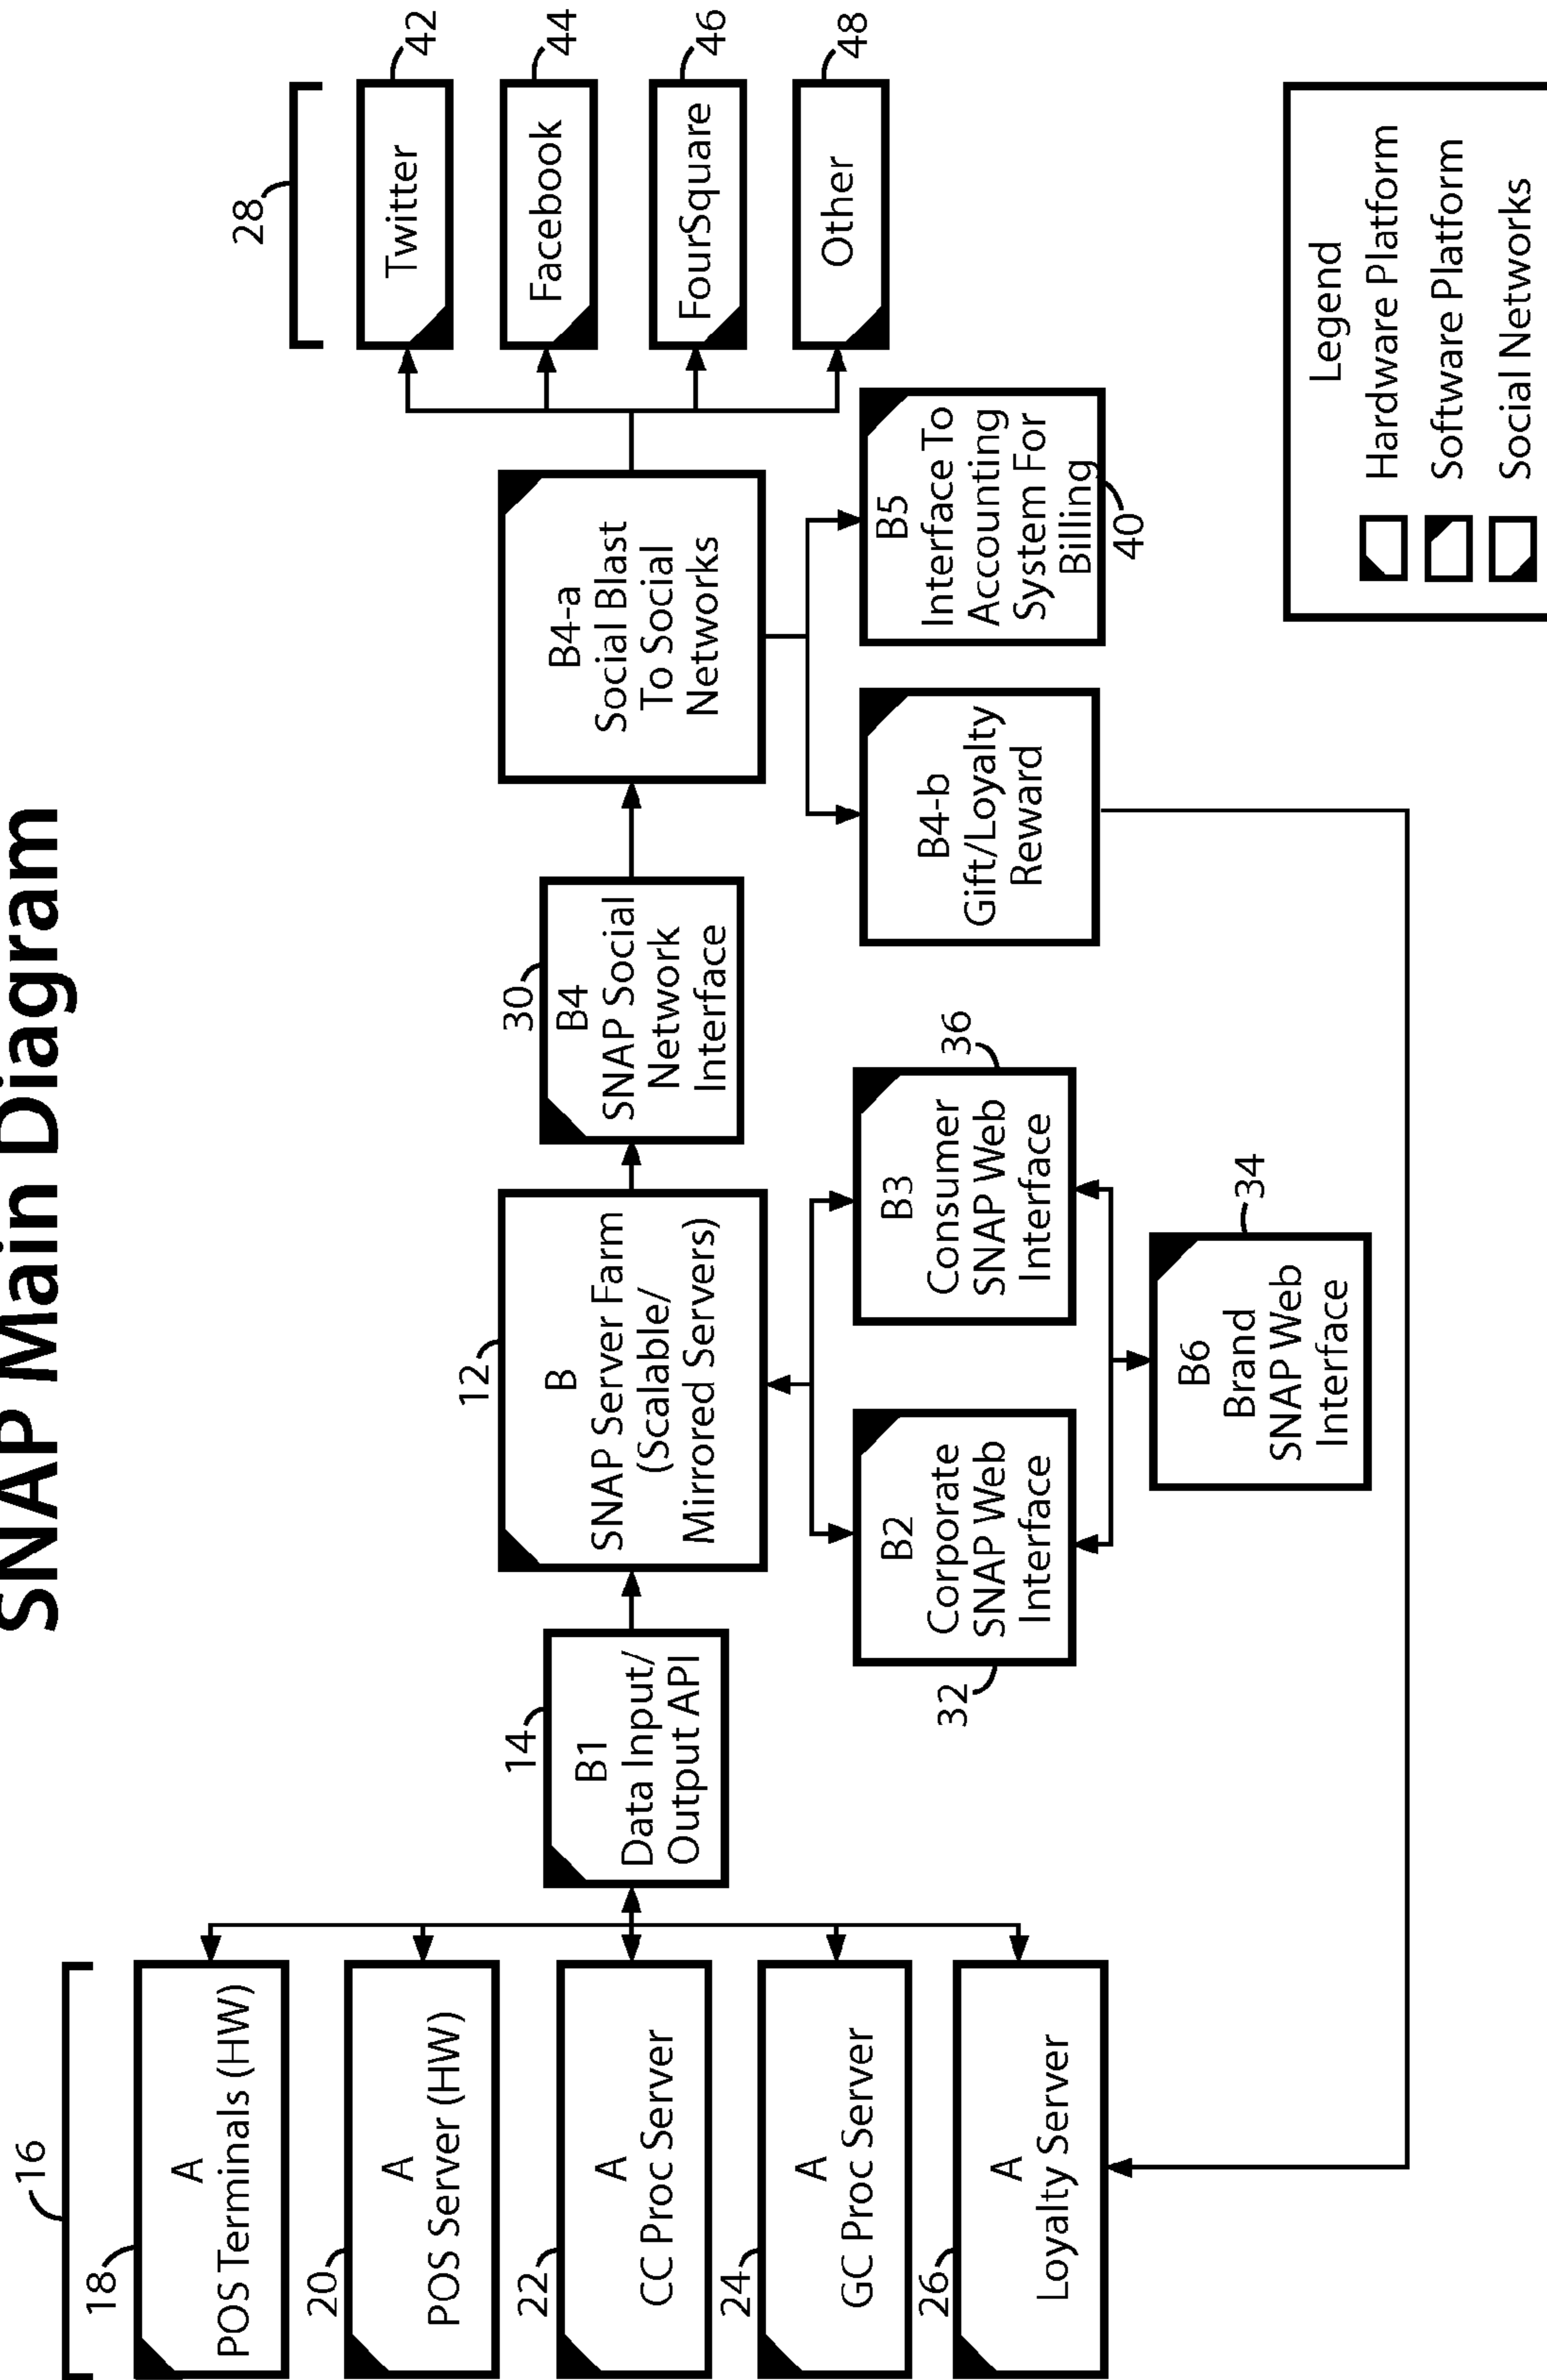 SNAP Main Diagram
16
18
A
POS Terminals (HW)
20
A
POS Server (HW)
22
A
CC Proc Server
24
A
GC Proc Server
26
A
Loyalty Server
14
B1
Data Input/
Output API
12
B
SNAP Server Farm
(Scalable/
Mirrored Servers)
32
B2
Corporate
SNAP Web
Interface
36
B3
Consumer
SNAP Web
Interface
34
B6
Brand
SNAP Web
Interface
30
B4
SNAP Social
Network
Interface
B4-a
Social Blast
To Social
Networks
B4-b
Gift/Loyalty
Reward
B5
Interface To
Accounting
System For
Billing
40
28
Twitter
42
Facebook
44
FourSquare
46
Other
48
Legend
Hardware Platform
Software Platform
Social Networks